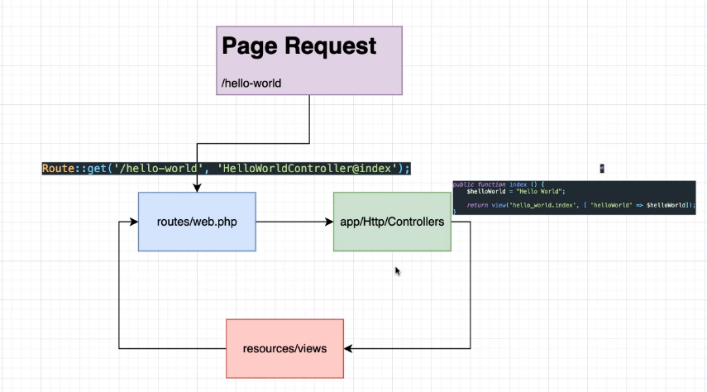 Page Request
/hello-world
Route::get('/hello-world', 'HelloWorldController@index');
public function index () {
$helloWorld = "Hello World";
return view('hello_world.index', [ "helloWorld" => $helloWorld]);
}
routes/web.php
app/Http/Controllers
resources/views